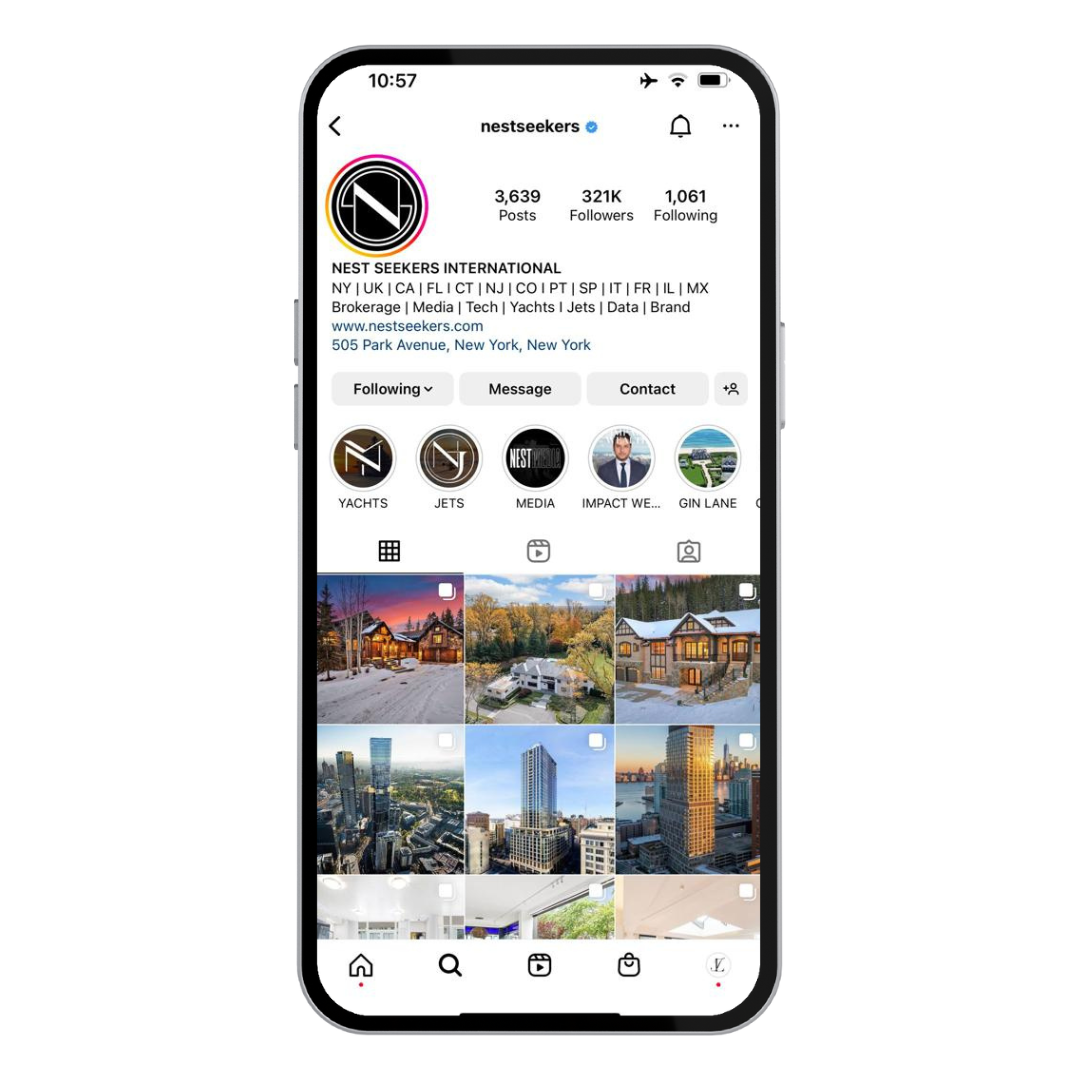 10:57
nestseekers
3,639 321K 1,061
Posts Followers Following
NEST SEEKERS INTERNATIONAL
NY | UK | CA | FL I CT | NJ | CO I PT | SP | IT | FR | IL | MX
Brokerage | Media | Tech | Yachts I Jets | Data | Brand
www.nestseekers.com
505 Park Avenue, New York, New York
Following Message Contact
NEST MEDIA
YACHTS JETS MEDIA IMPACT WE... GIN LANE